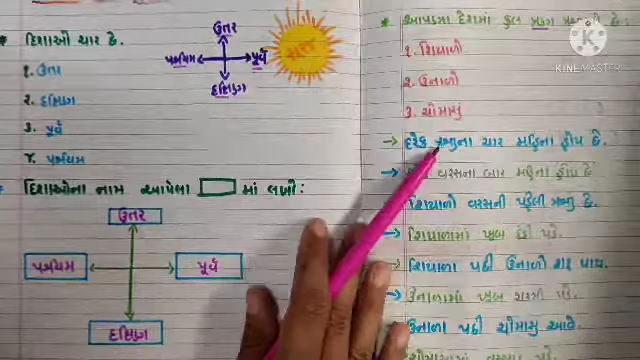 દિશાઓ ચાર છે.
૧. ઉત્તર
૨. દક્ષિણ
૩. પૂર્વ
૪. પશ્ચિમ
ઉત્તર
પશ્ચિમ
પૂર્વ
દક્ષિણ
સૂરજ
દિશાઓના નામ આપેલા માં લખો:
ઉત્તર
પશ્ચિમ
પૂર્વ
દક્ષિણ
આપણા દેશમાં કુલ ત્રણ ઋતુઓ છે.
૧. શિયાળો
૨. ઉનાળો
૩. ચોમાસુ
દરેક ઋતુના ચાર મહિના હોય છે.
વરસના બાર મહિના હોય છે
શિયાળો વરસની પહેલી ઋતુ છે.
શિયાળામાં ખુબ ઠંડી પડે.
શિયાળા પછી ઉનાળો શરૂ થાય
ઉનાળામાં ખુબ ગરમી પડે.
ઉનાળા પછી ચોમાસુ આવે.
ચોમાસામાં
KINEMASTER